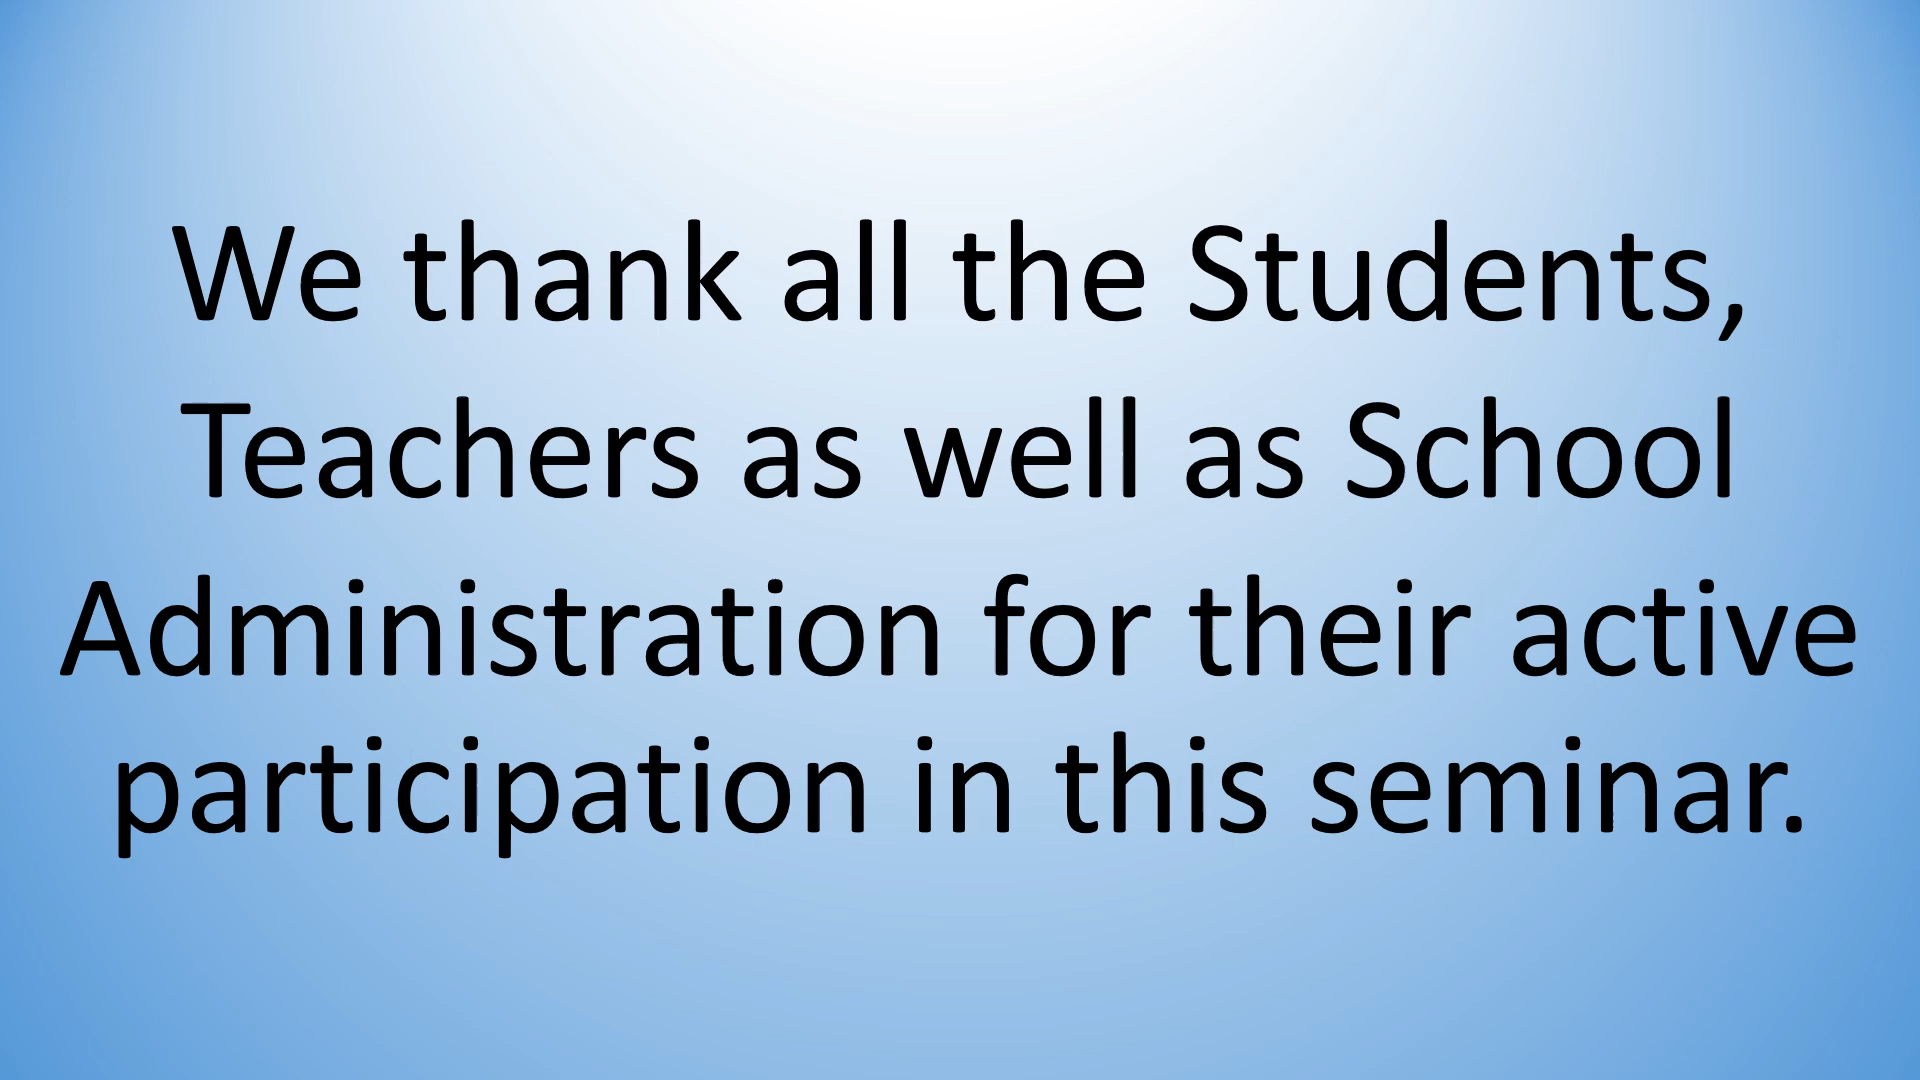 We thank all the Students,
Teachers as well as School
Administration for their active
participation in this seminar.